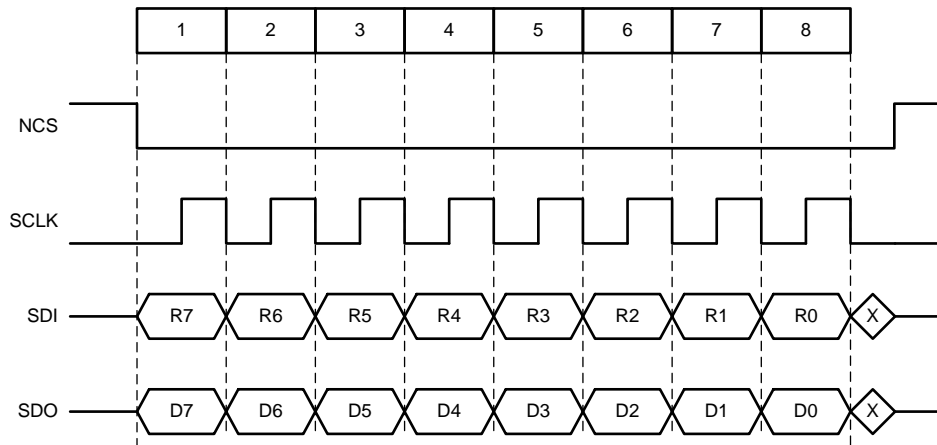 1 2 3 4 5 6 7 8
NCS
SCLK
SDI R7 R6 R5 R4 R3 R2 R1 R0 X
SDO D7 D6 D5 D4 D3 D2 D1 D0 X